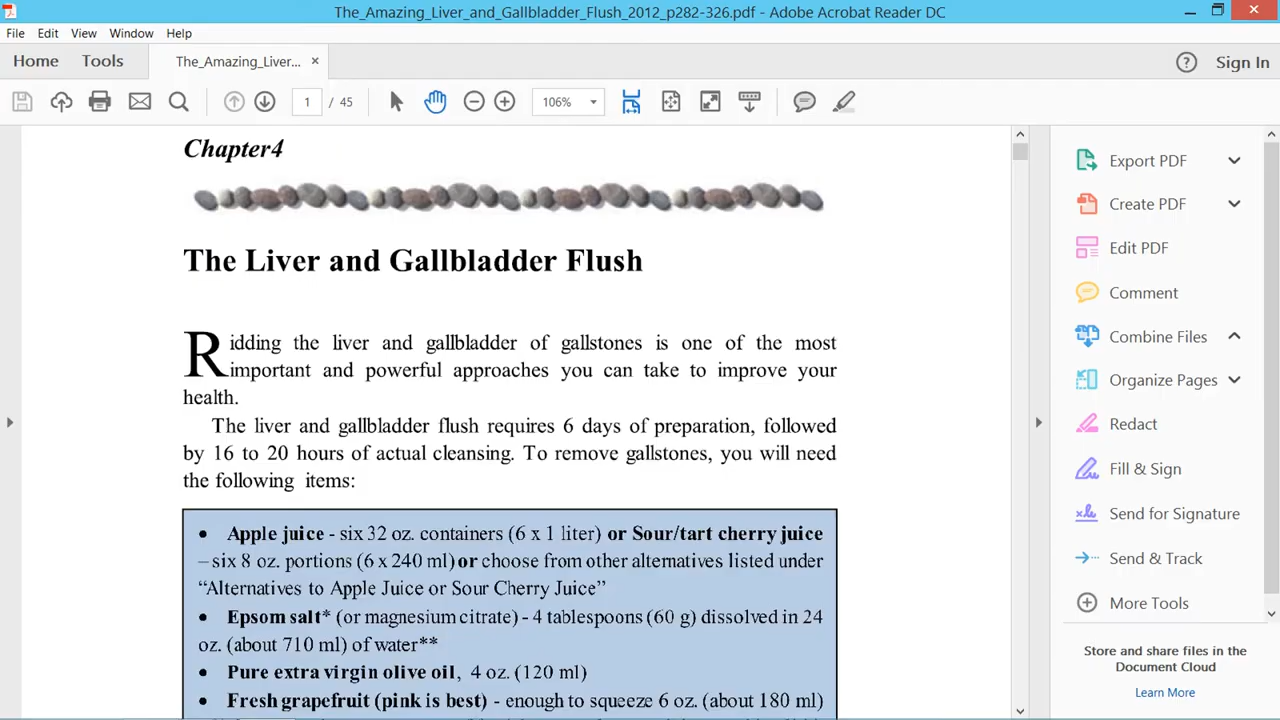 The_Amazing_Liver_and_Gallbladder_Flush_2012_p282-326.pdf - Adobe Acrobat Reader DC
File Edit View Window Help
Home Tools The_Amazing_Liver... × ? Sign In
1 / 45 106%
Chapter4
The Liver and Gallbladder Flush
Ridding the liver and gallbladder of gallstones is one of the most
important and powerful approaches you can take to improve your
health.
The liver and gallbladder flush requires 6 days of preparation, followed
by 16 to 20 hours of actual cleansing. To remove gallstones, you will need
the following items:
• Apple juice - six 32 oz. containers (6 x 1 liter) or Sour/tart cherry juice
– six 8 oz. portions (6 x 240 ml) or choose from other alternatives listed under
“Alternatives to Apple Juice or Sour Cherry Juice”
• Epsom salt* (or magnesium citrate) - 4 tablespoons (60 g) dissolved in 24
oz. (about 710 ml) of water**
• Pure extra virgin olive oil, 4 oz. (120 ml)
• Fresh grapefruit (pink is best) - enough to squeeze 6 oz. (about 180 ml)
Export PDF
Create PDF
Edit PDF
Comment
Combine Files
Organize Pages
Redact
Fill & Sign
Send for Signature
Send & Track
More Tools
Store and share files in the
Document Cloud
Learn More